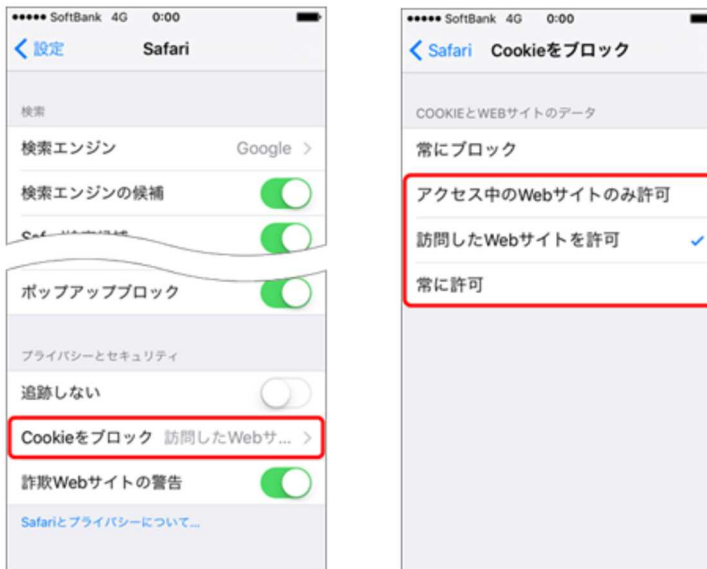 SoftBank 4G 0:00
設定 Safari
検索
検索エンジン Google
検索エンジンの候補
ポップアップブロック
プライバシーとセキュリティ
追跡しない
Cookieをブロック 訪問したWebサ...
詐欺Webサイトの警告
Safariとプライバシーについて...
SoftBank 4G 0:00
Safari Cookieをブロック
COOKIEとWEBサイトのデータ
常にブロック
アクセス中のWebサイトのみ許可
訪問したWebサイトを許可
常に許可